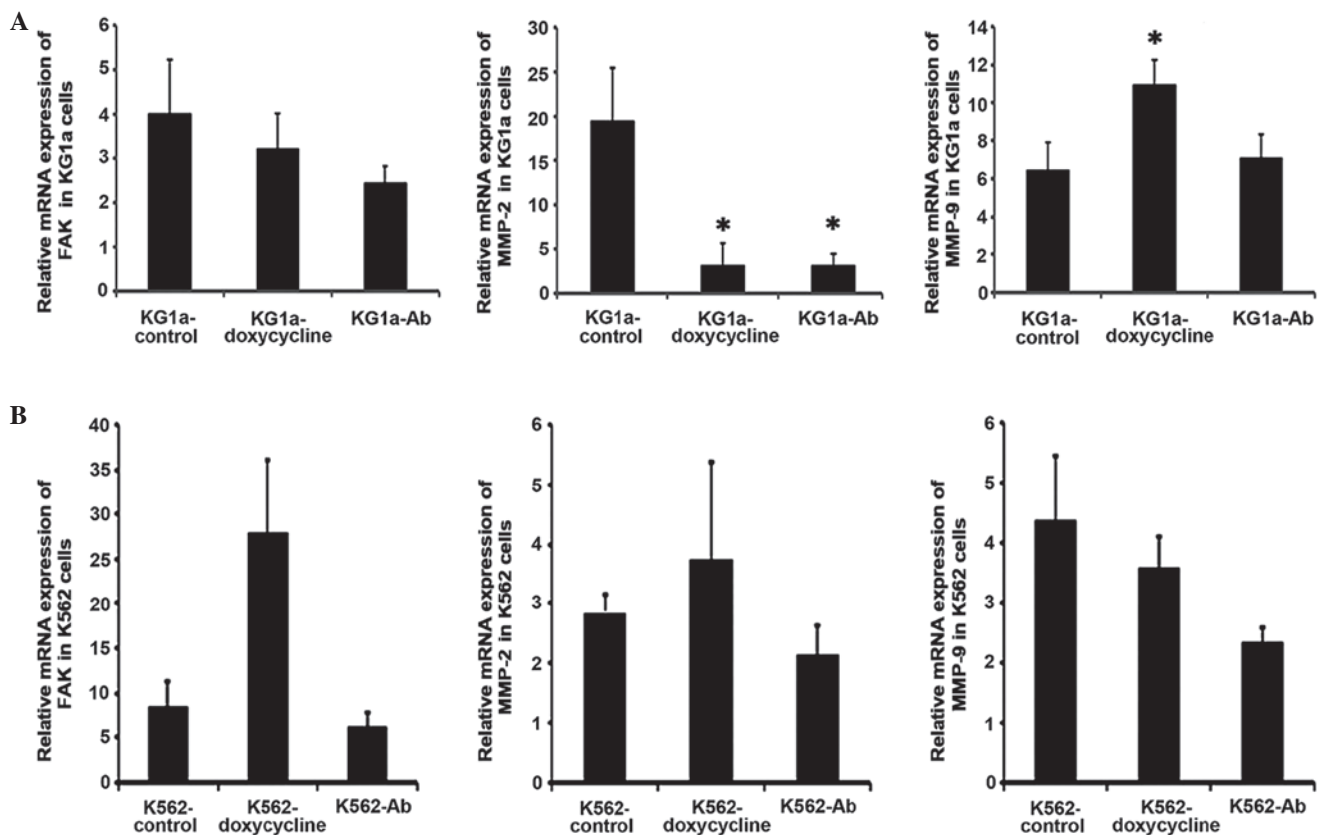 A
Relative mRNA expression of
FAK in KG1a cells
6
5
4
3
2
1
0
KG1a-
control
KG1a-
doxycycline
KG1a-Ab
Relative mRNA expression of
MMP-2 in KG1a cells
30
25
20
15
10
5
0
*
*
KG1a-
control
KG1a-
doxycycline
KG1a-Ab
Relative mRNA expression of
MMP-9 in KG1a cells
14
12
10
8
6
4
2
0
*
KG1a-
control
KG1a-
doxycycline
KG1a-Ab
B
Relative mRNA expression of
FAK in K562 cells
40
35
30
25
20
15
10
5
0
K562-
control
K562-
doxycycline
K562-Ab
Relative mRNA expression of
MMP-2 in K562 cells
6
5
4
3
2
1
0
K562-
control
K562-
doxycycline
K562-Ab
Relative mRNA expression of
MMP-9 in K562 cells
6
5
4
3
2
1
0
K562-
control
K562-
doxycycline
K562-Ab